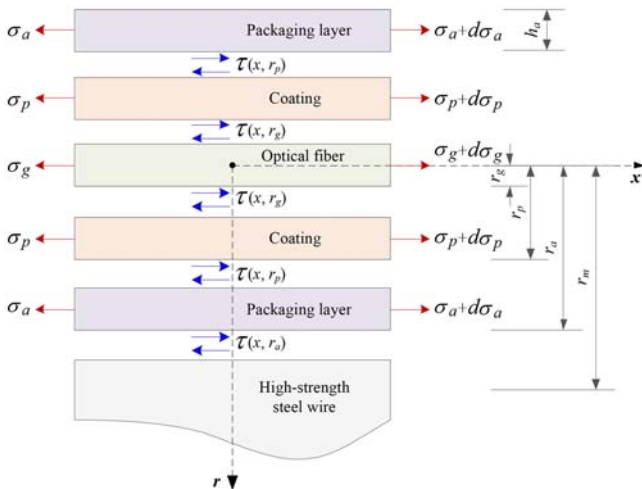 σa Packaging layer σa+dσa ha
τ(x, rp)
σp Coating σp+dσp
τ(x, rg)
σg Optical fiber σg+dσg x
τ(x, rg) rg rp ra rm
σp Coating σp+dσp
τ(x, rp)
σa Packaging layer σa+dσa
τ(x, ra)
High-strength
steel wire
r